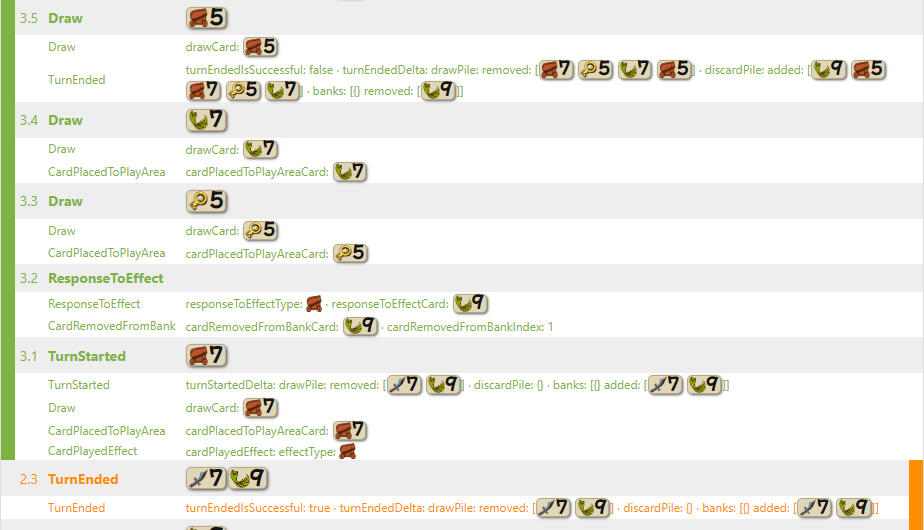 3.5 Draw 5
Draw drawCard: 5
TurnEnded turnEndedIsSuccessful: false · turnEndedDelta: drawPile: removed: [7 5 7 5] · discardPile: added: [9 5
7 5 7] · banks: [{} removed: [9]]
3.4 Draw 7
Draw drawCard: 7
CardPlacedToPlayArea cardPlacedToPlayAreaCard: 7
3.3 Draw 5
Draw drawCard: 5
CardPlacedToPlayArea cardPlacedToPlayAreaCard: 5
3.2 ResponseToEffect
ResponseToEffect responseToEffectType: · responseToEffectCard: 9
CardRemovedFromBank cardRemovedFromBankCard: 9 · cardRemovedFromBankIndex: 1
3.1 TurnStarted 7
TurnStarted turnStartedDelta: drawPile: removed: [7 9] · discardPile: {} · banks: [{} added: [7 9]]
Draw drawCard: 7
CardPlacedToPlayArea cardPlacedToPlayAreaCard: 7
CardPlayedEffect cardPlayedEffect: effectType:
2.3 TurnEnded 7 9
TurnEnded turnEndedIsSuccessful: true · turnEndedDelta: drawPile: removed: [7 9] · discardPile: {} · banks: [{} added: [7 9]]